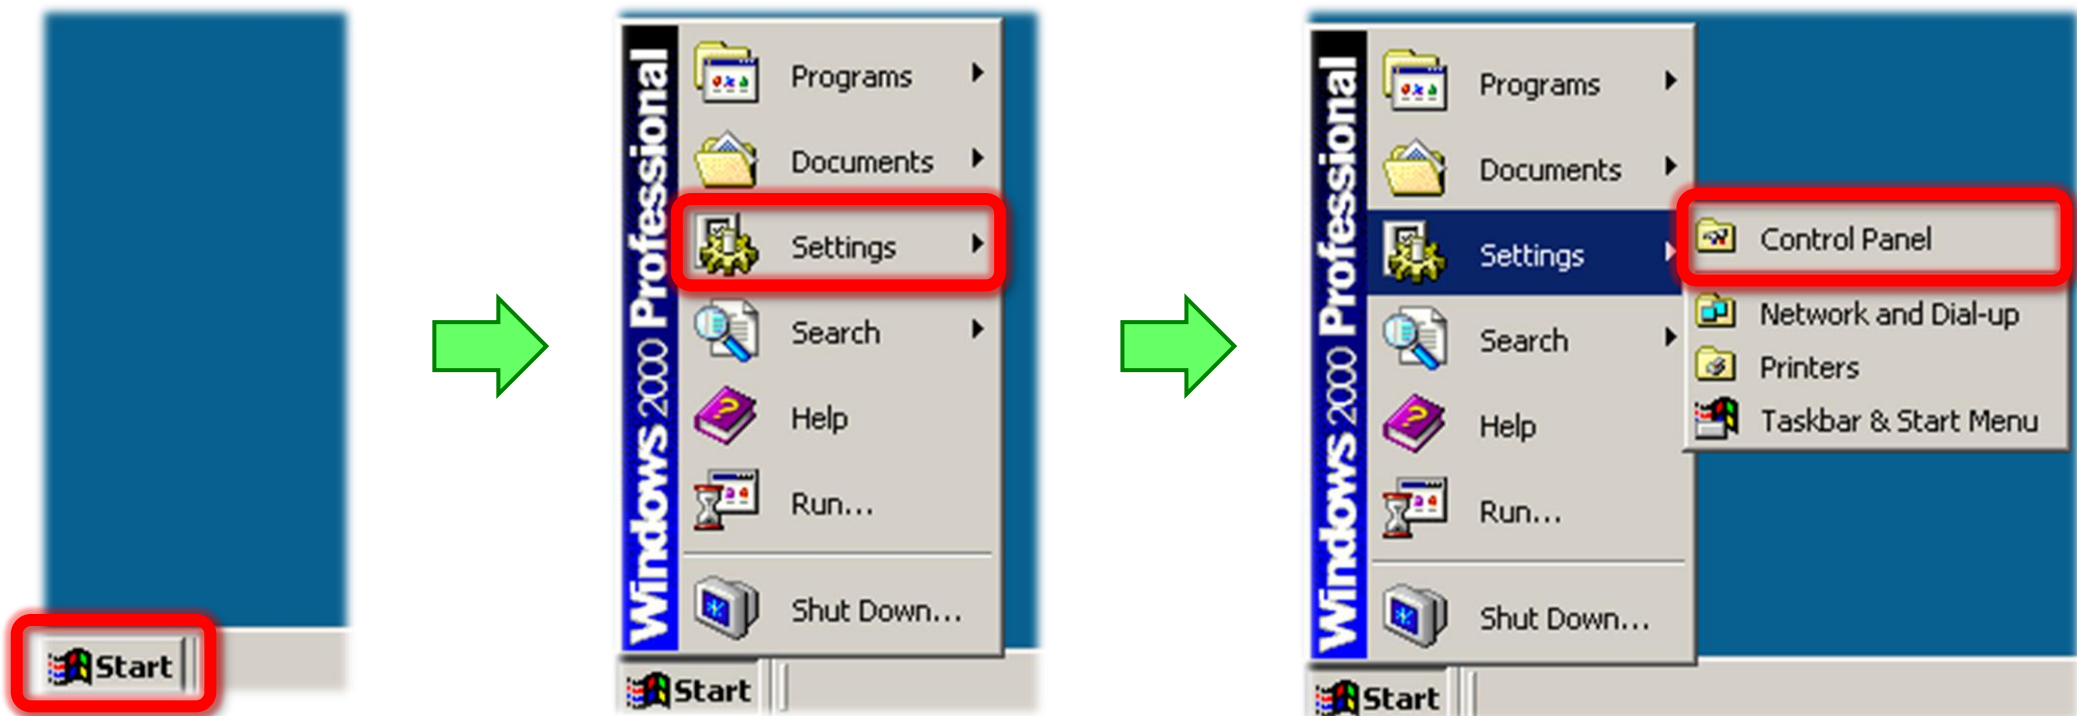 Start
Windows 2000 Professional
Programs
Documents
Settings
Search
Help
Run...
Shut Down...
Start
Windows 2000 Professional
Programs
Documents
Settings
Search
Help
Run...
Shut Down...
Control Panel
Network and Dial-up
Printers
Taskbar & Start Menu
Start